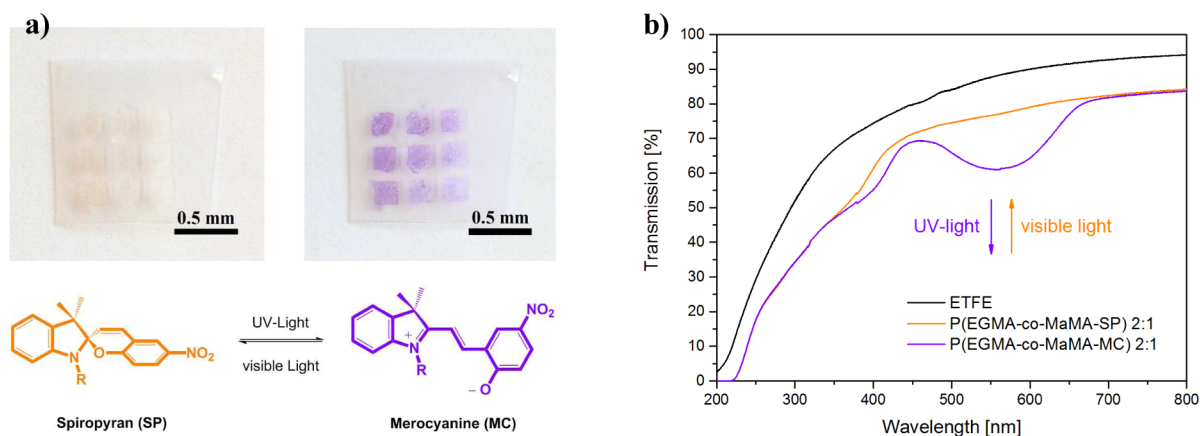 a)
0.5 mm
0.5 mm
UV-Light
visible Light
N
R
O
NO₂
N
+
R
O
−
NO₂
Spiropyran (SP)
Merocyanine (MC)
b)
Transmission [%]
100
90
80
70
60
50
40
30
20
10
0
UV-light
visible light
ETFE
P(EGMA-co-MaMA-SP) 2:1
P(EGMA-co-MaMA-MC) 2:1
200
300
400
500
600
700
800
Wavelength [nm]